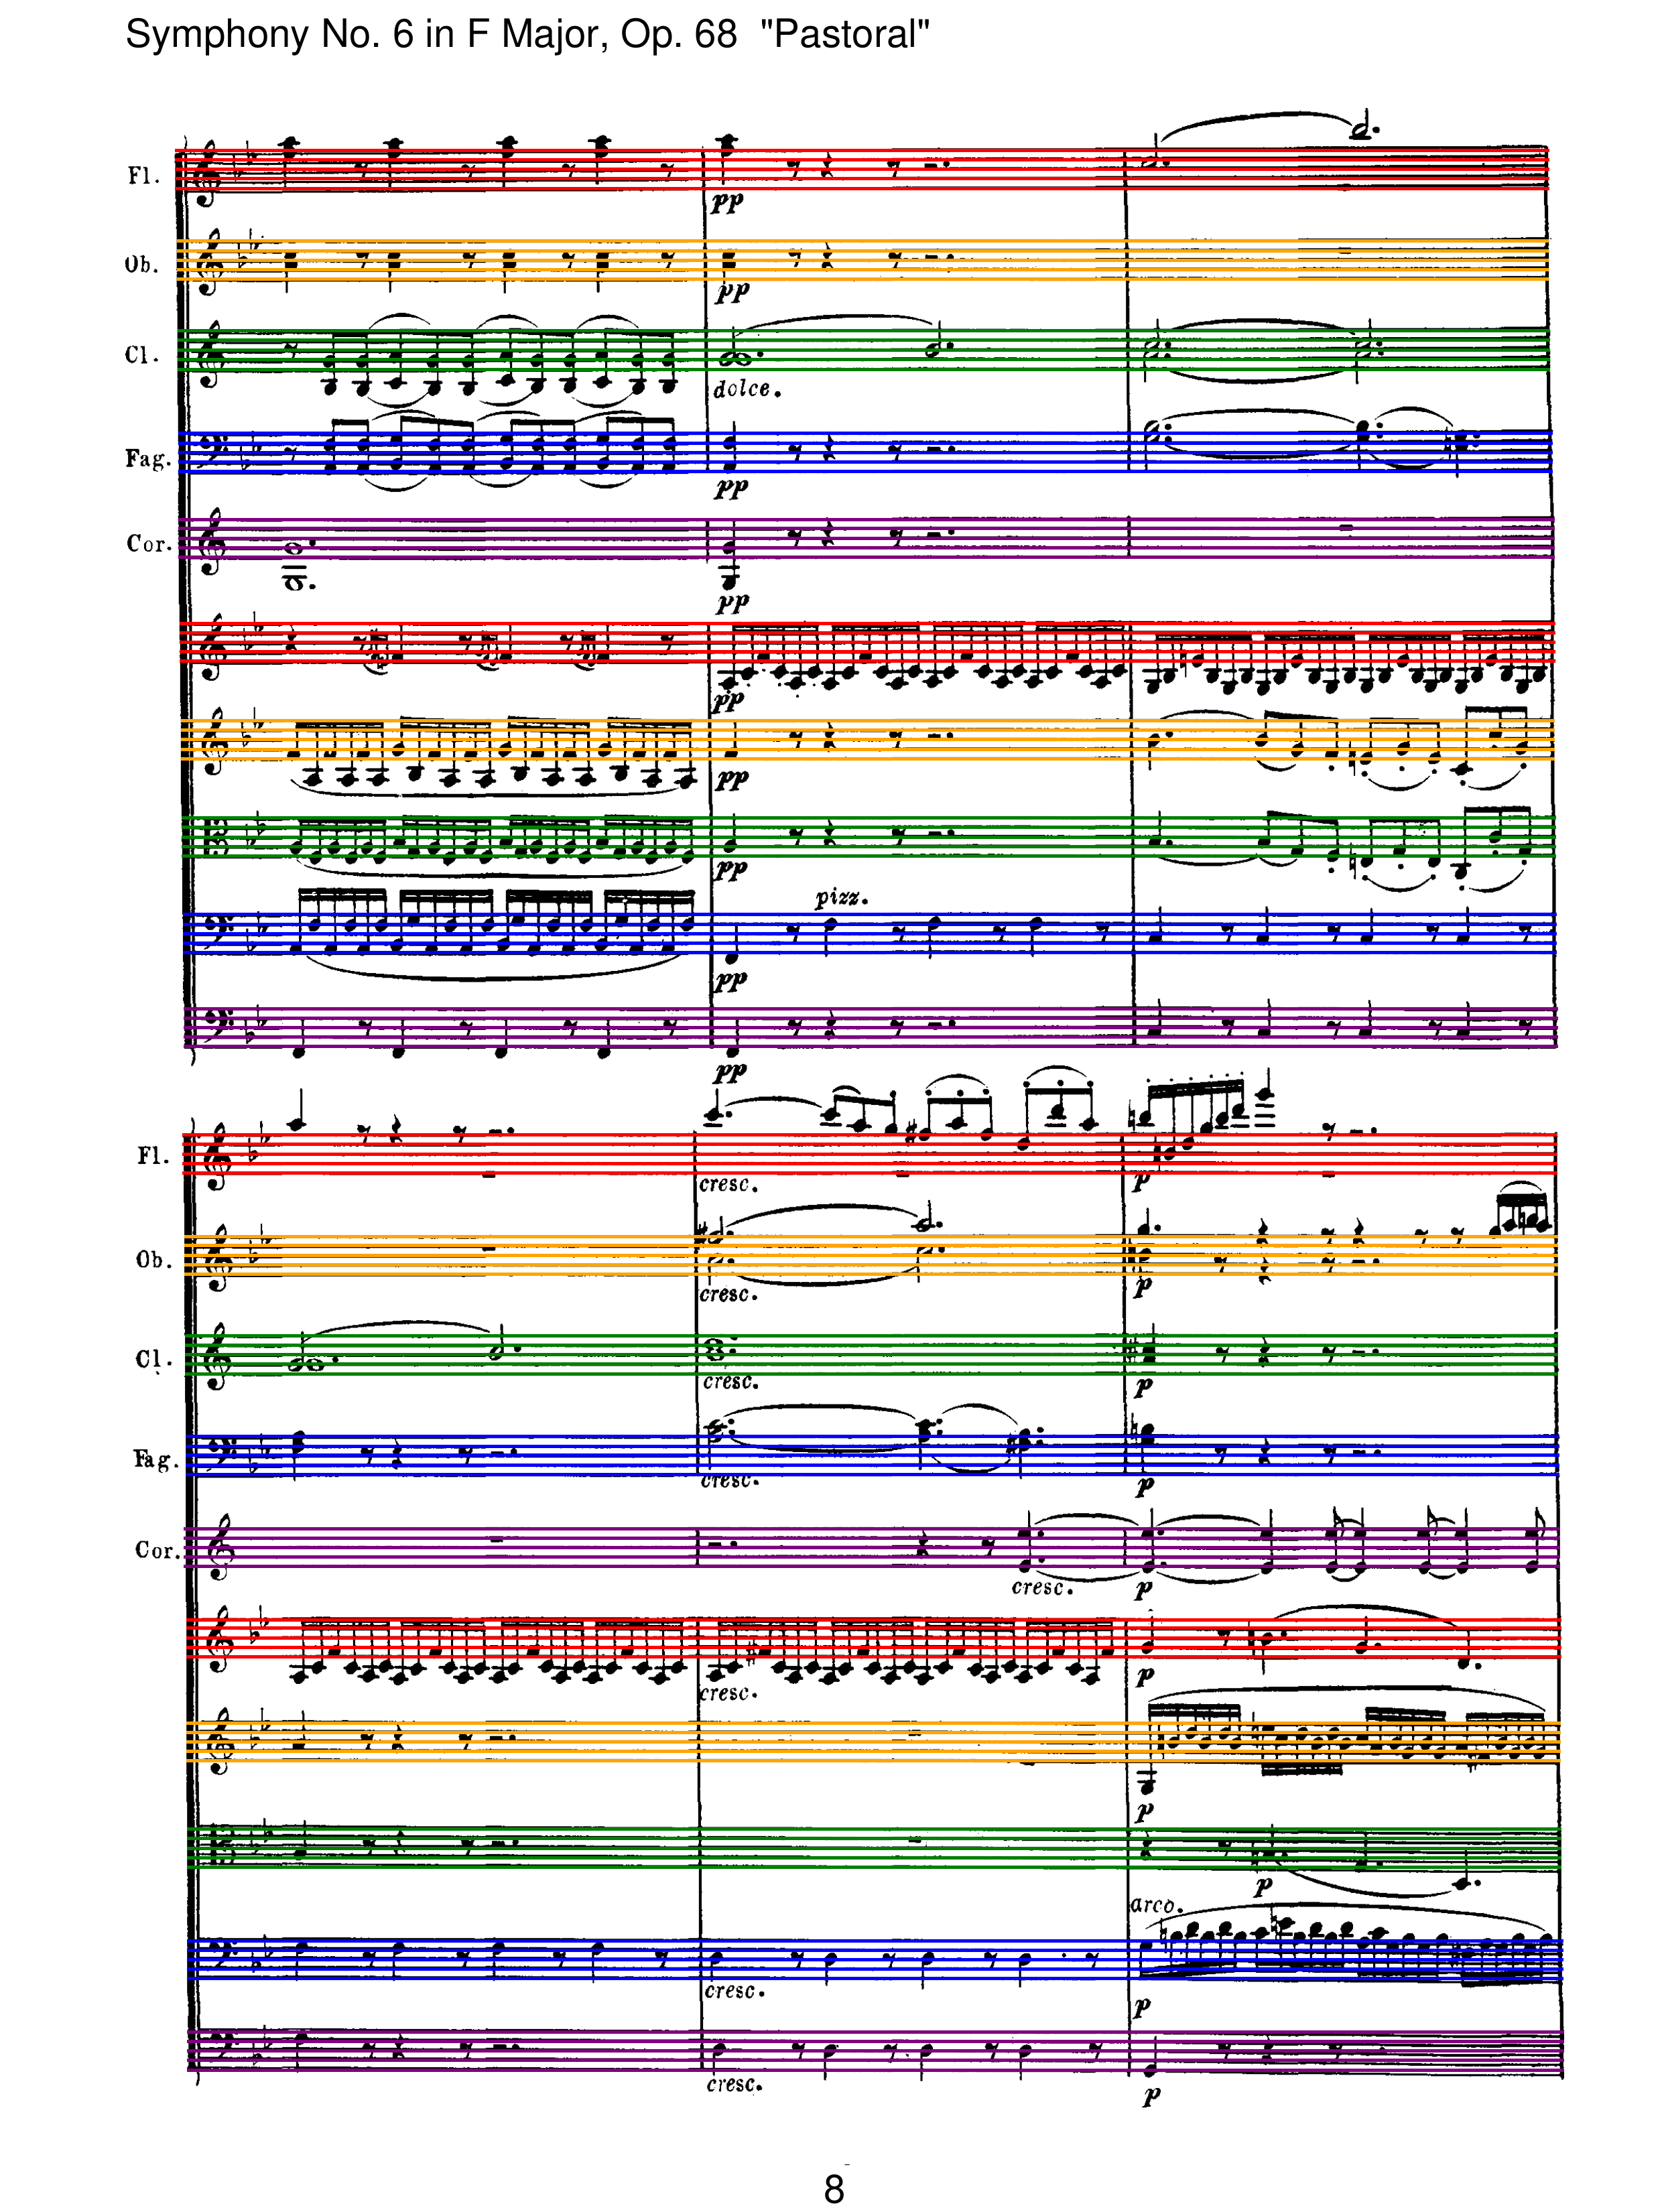 Symphony No. 6 in F Major, Op. 68 "Pastoral"
Fl.
pp
Ob.
pp
Cl.
dolce.
Fag.
pp
Cor.
pp
pp
pp
pp
pizz.
pp
pp
Fl.
cresc.
p
Ob.
cresc.
p
Cl.
cresc.
p
Fag.
cresc.
p
Cor.
cresc.
p
cresc.
p
p
p
arco.
cresc.
p
cresc.
p
8